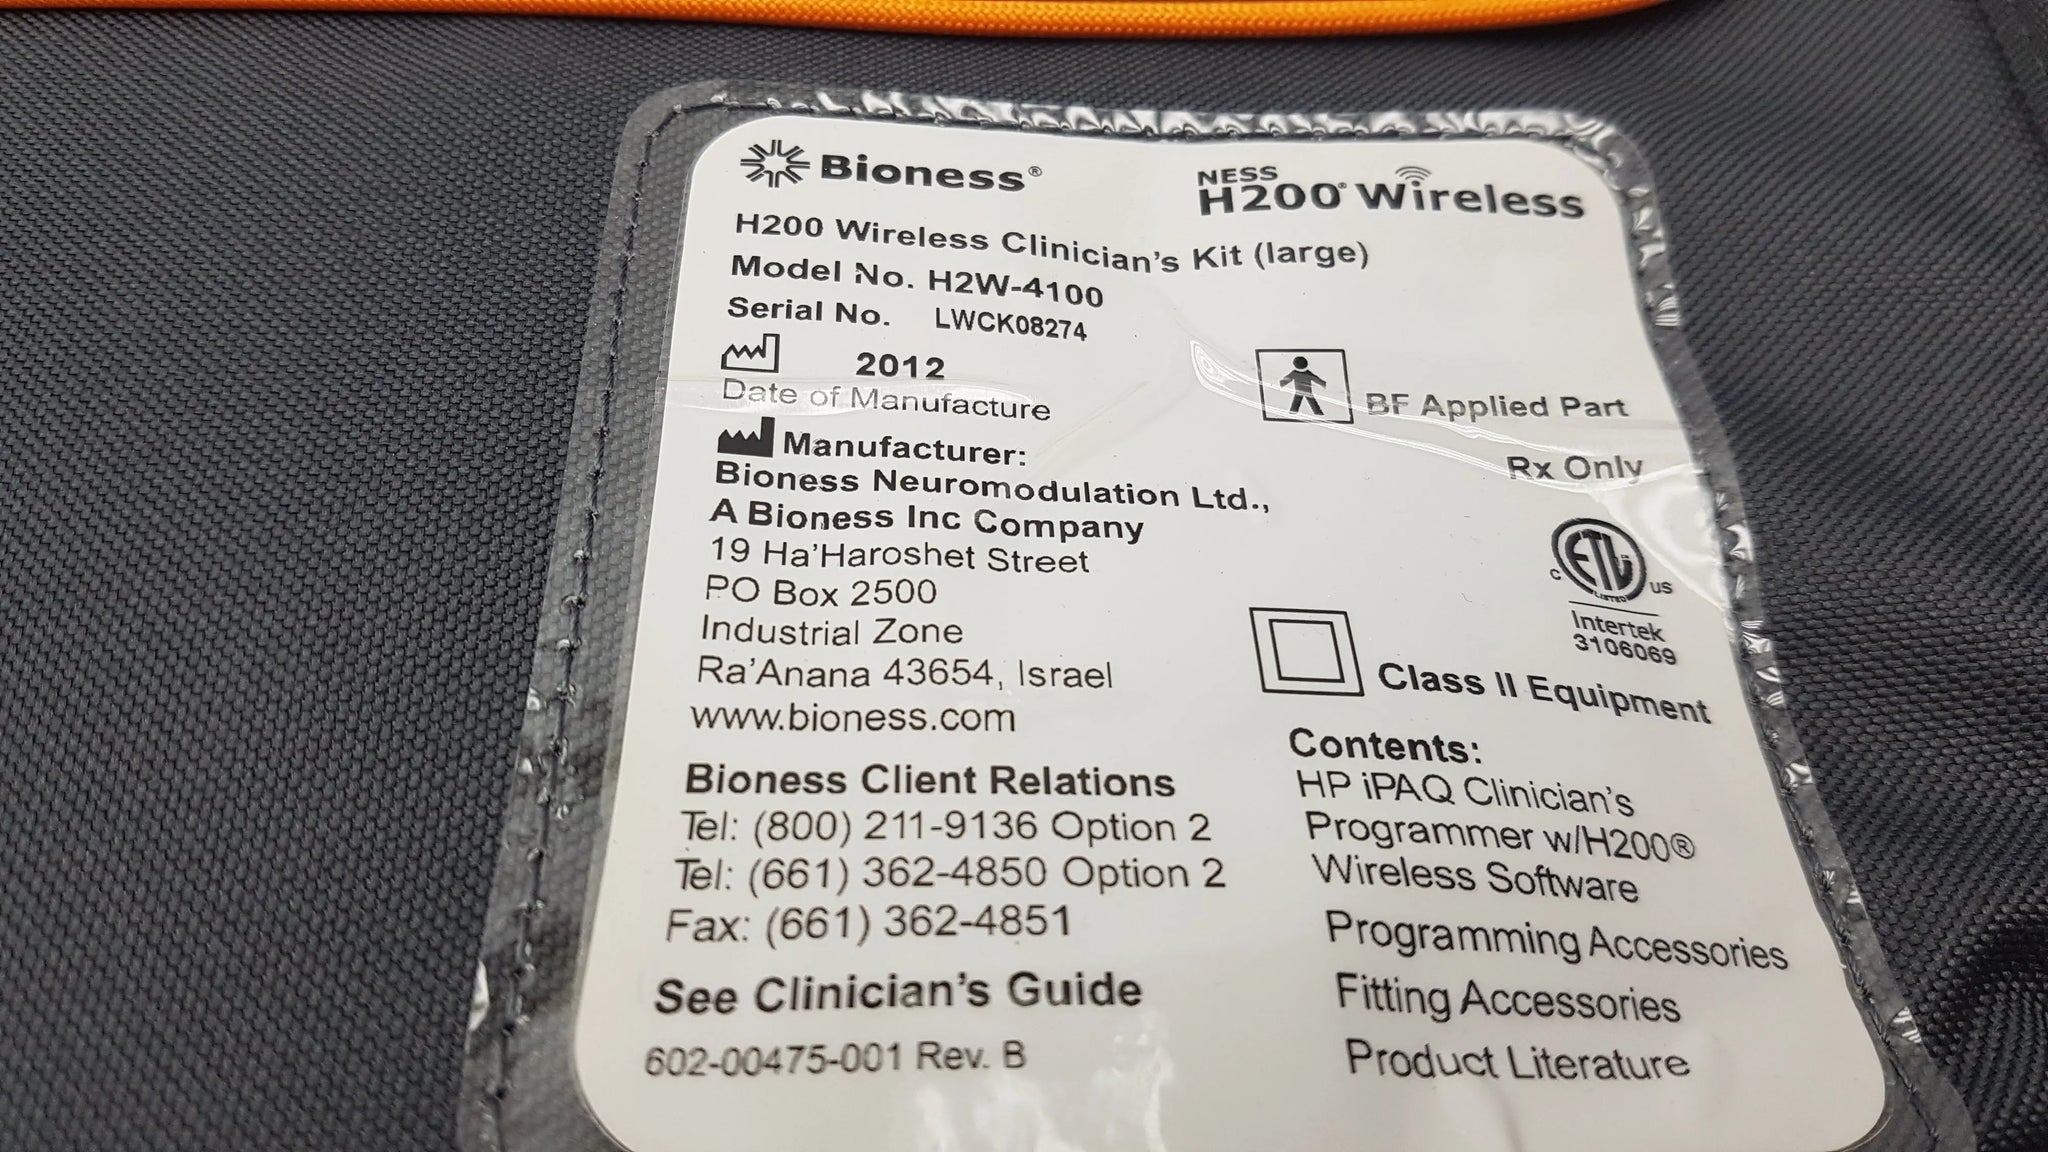 Bioness®
NESS
H200® Wireless
H200 Wireless Clinician's Kit (large)
Model No. H2W-4100
Serial No. LWCK08274
2012
Date of Manufacture
BF Applied Part
Rx Only
Manufacturer:
Bioness Neuromodulation Ltd.,
A Bioness Inc Company
19 Ha'Haroshet Street
PO Box 2500
Industrial Zone
Ra'Anana 43654, Israel
www.bioness.com
ETL
LISTED
C US
Intertek
3106069
Class II Equipment
Bioness Client Relations
Tel: (800) 211-9136 Option 2
Tel: (661) 362-4850 Option 2
Fax: (661) 362-4851
See Clinician's Guide
602-00475-001 Rev. B
Contents:
HP iPAQ Clinician's
Programmer w/H200®
Wireless Software
Programming Accessories
Fitting Accessories
Product Literature